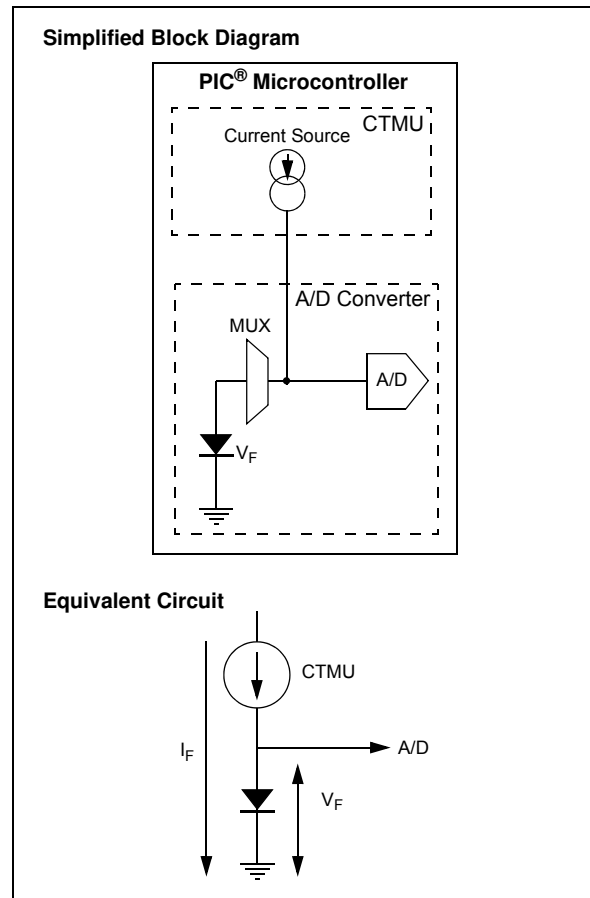 Simplified Block Diagram
PIC® Microcontroller
CTMU
Current Source
A/D Converter
MUX
A/D
VF
Equivalent Circuit
CTMU
A/D
IF
VF